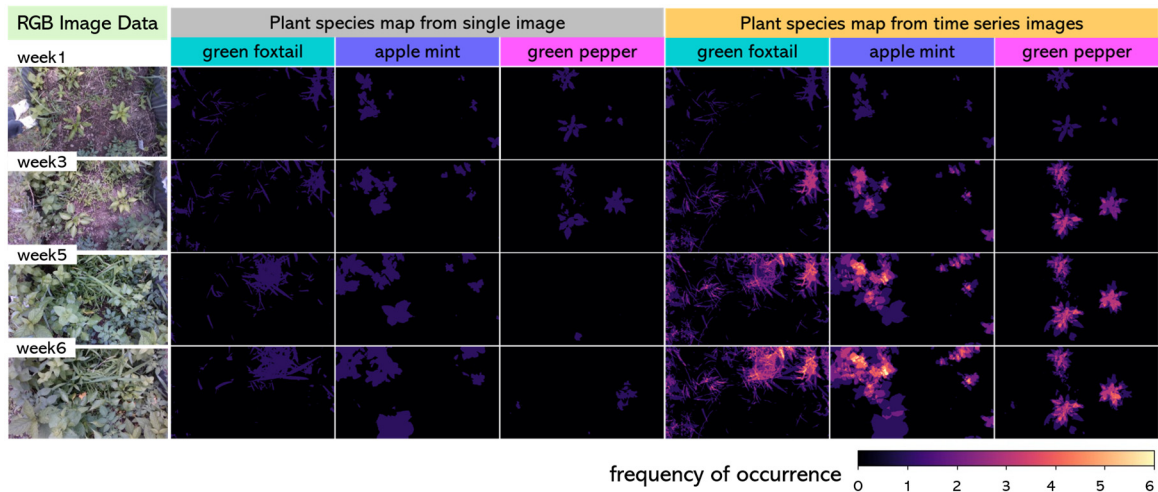 RGB Image Data
Plant species map from single image
Plant species map from time series images
green foxtail
apple mint
green pepper
green foxtail
apple mint
green pepper
week1
week3
week5
week6
frequency of occurrence
0 1 2 3 4 5 6